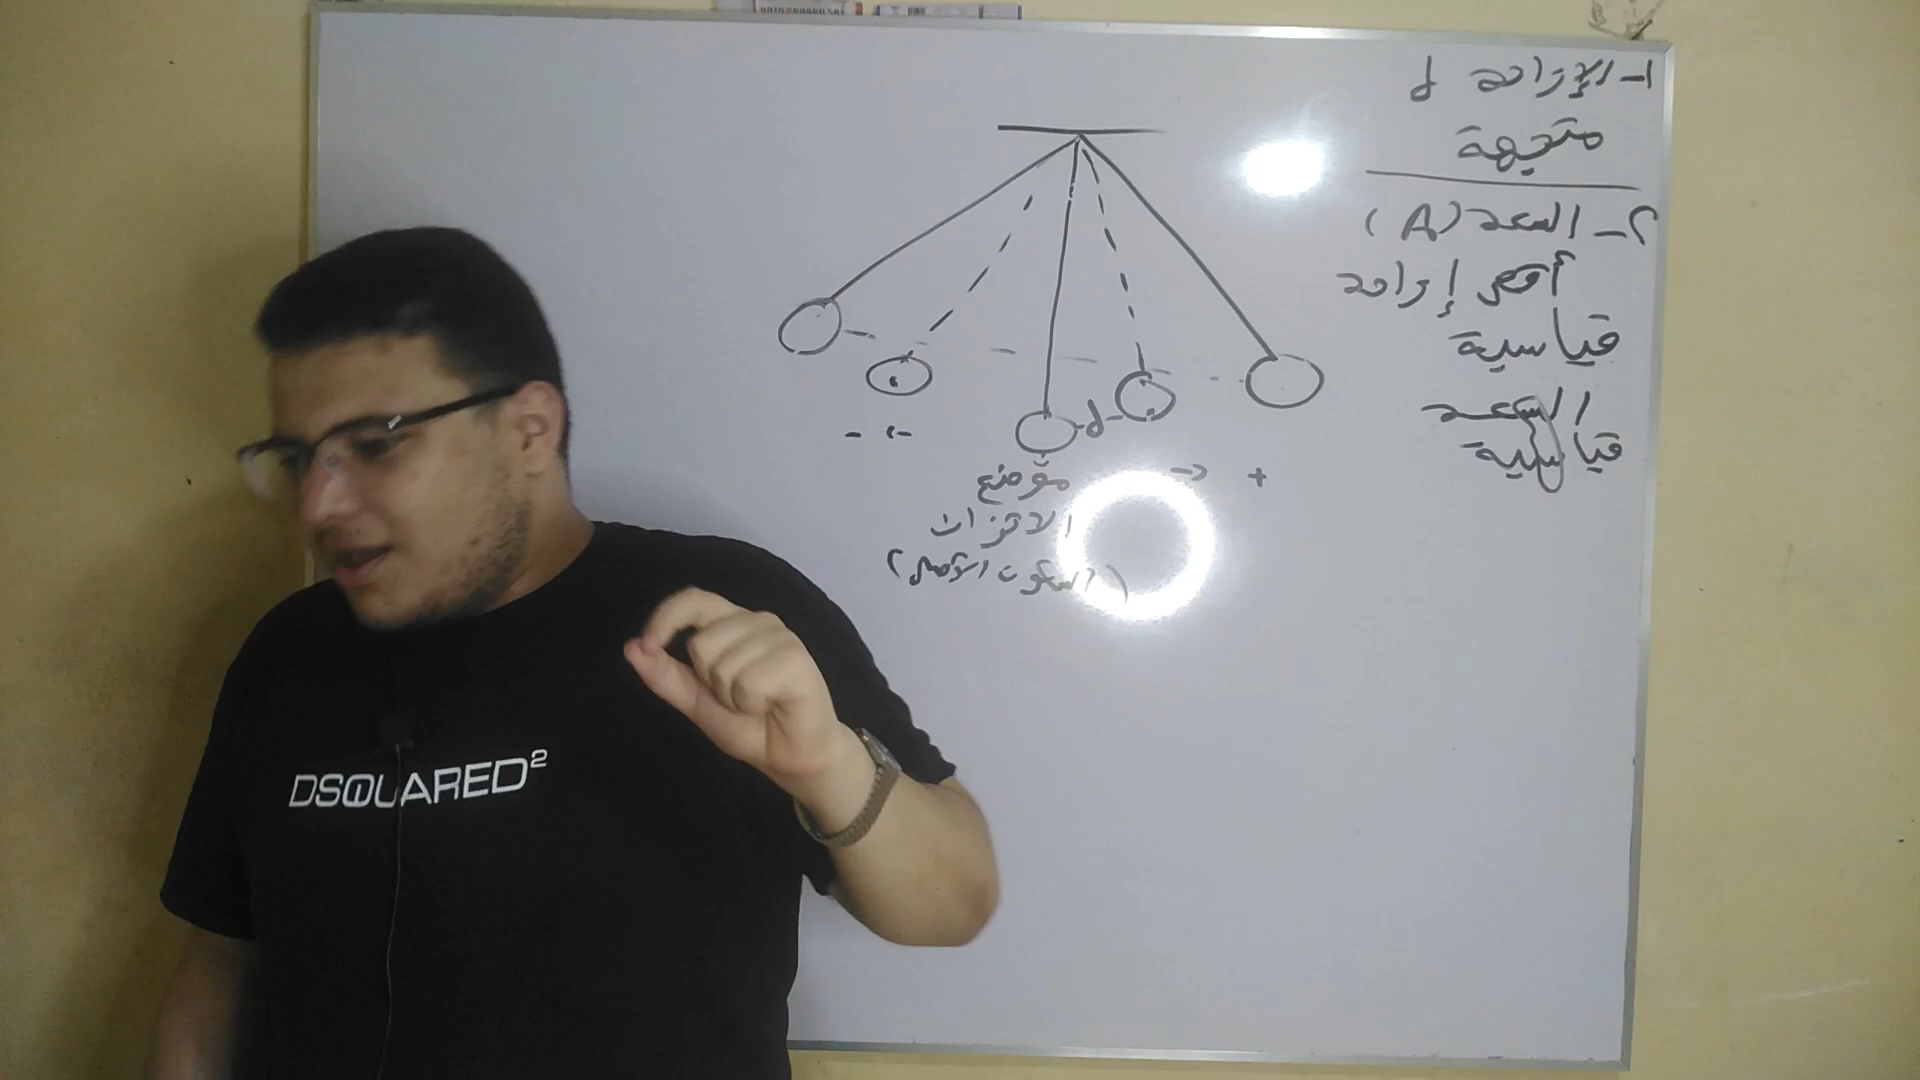 ١- الإزاحة d
متجهة
٢- السعة (A)
أقصى إزاحة
قياسية
السعة
قياسية
- ← -
d
→ +
موضع
الاتزان
(السكون الأصلي)
DSQUARED2